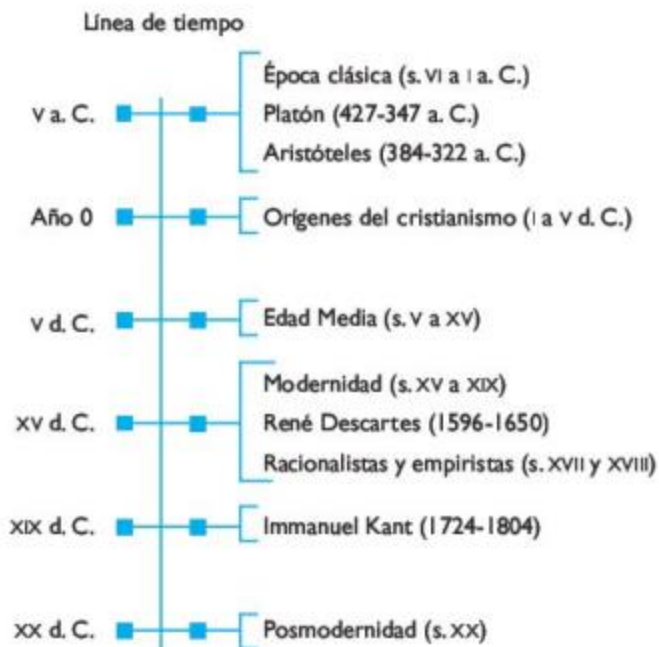 Línea de tiempo
V a. C.
Época clásica (s. VI a I a. C.)
Platón (427-347 a. C.)
Aristóteles (384-322 a. C.)
Año 0
Orígenes del cristianismo (I a V d. C.)
V d. C.
Edad Media (s. V a XV)
XV d. C.
Modernidad (s. XV a XIX)
René Descartes (1596-1650)
Racionalistas y empiristas (s. XVII y XVIII)
XIX d. C.
Immanuel Kant (1724-1804)
XX d. C.
Posmodernidad (s. XX)